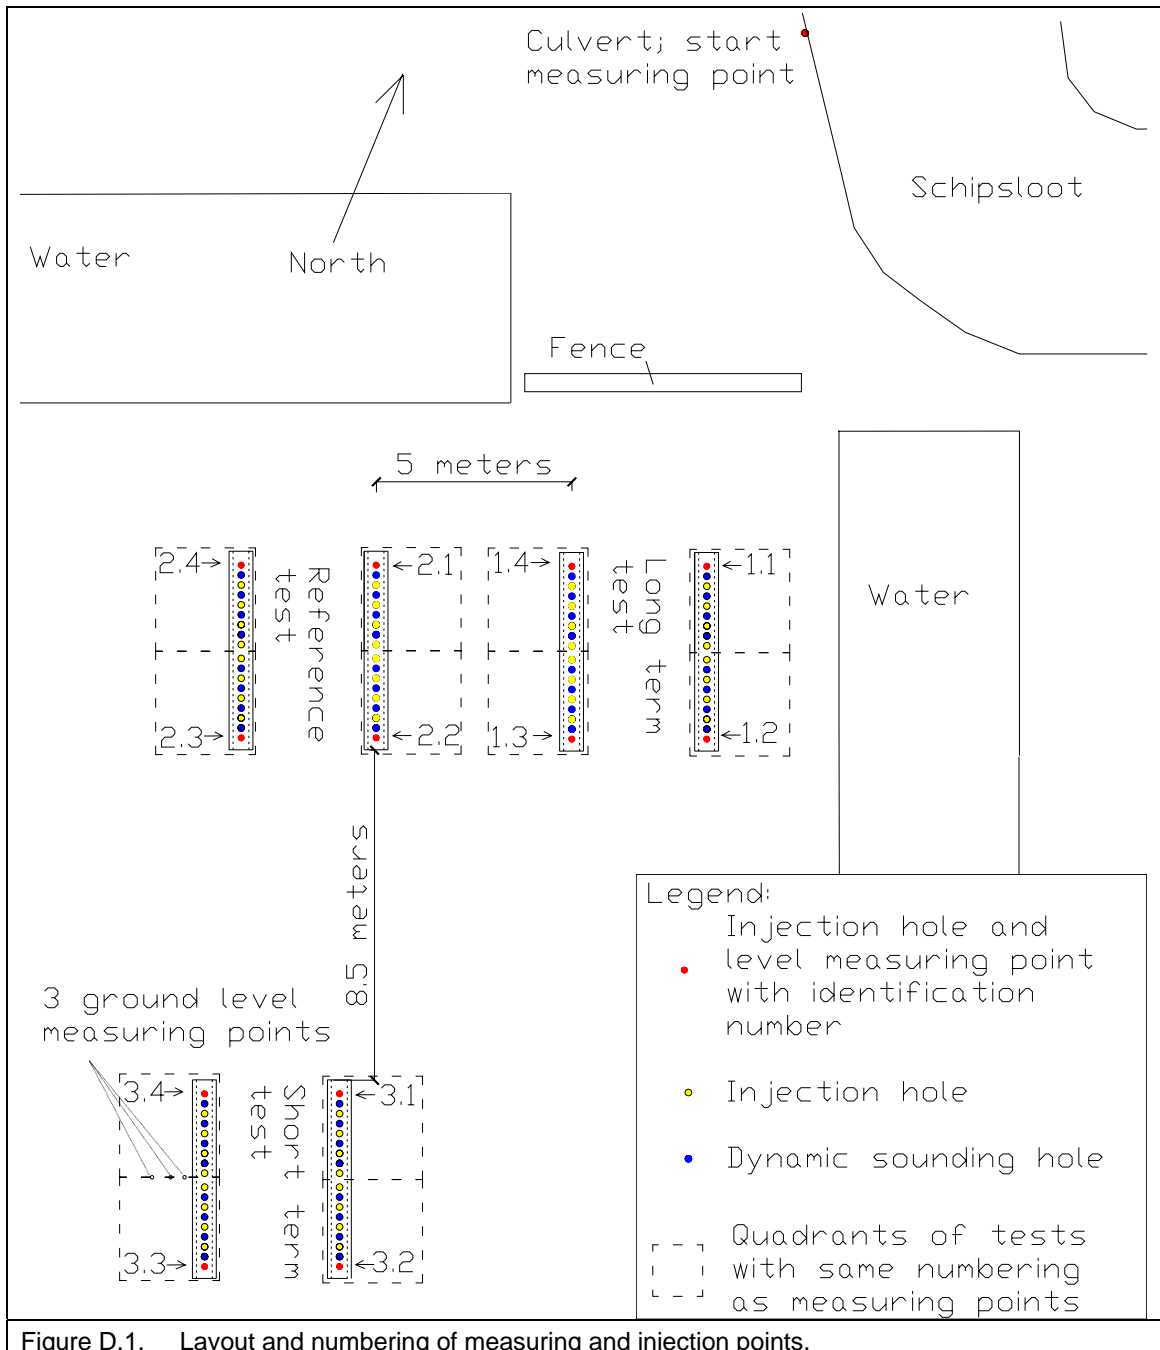 Culvert; start
measuring point
Schipsloot
Water
North
Fence
5 meters
2.4
2.1
1.4
1.1
Reference
test
Long term
test
Water
2.3
2.2
1.3
1.2
8.5 meters
3 ground level
measuring points
3.4
3.1
Short term
test
3.3
3.2
Legend:
Injection hole and
level measuring point
with identification
number
Injection hole
Dynamic sounding hole
Quadrants of tests
with same numbering
as measuring points
Figure D.1. Layout and numbering of measuring and injection points.